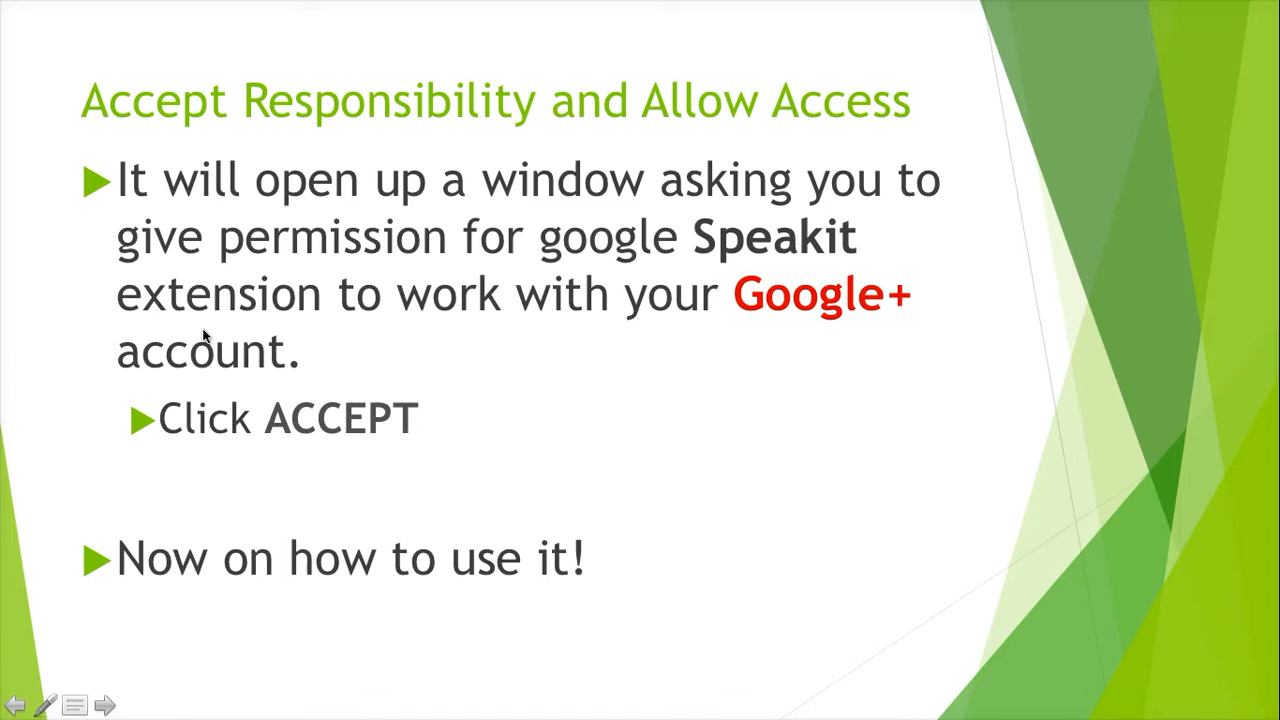 Accept Responsibility and Allow Access
It will open up a window asking you to
give permission for google Speakit
extension to work with your Google+
account.
Click ACCEPT
Now on how to use it!